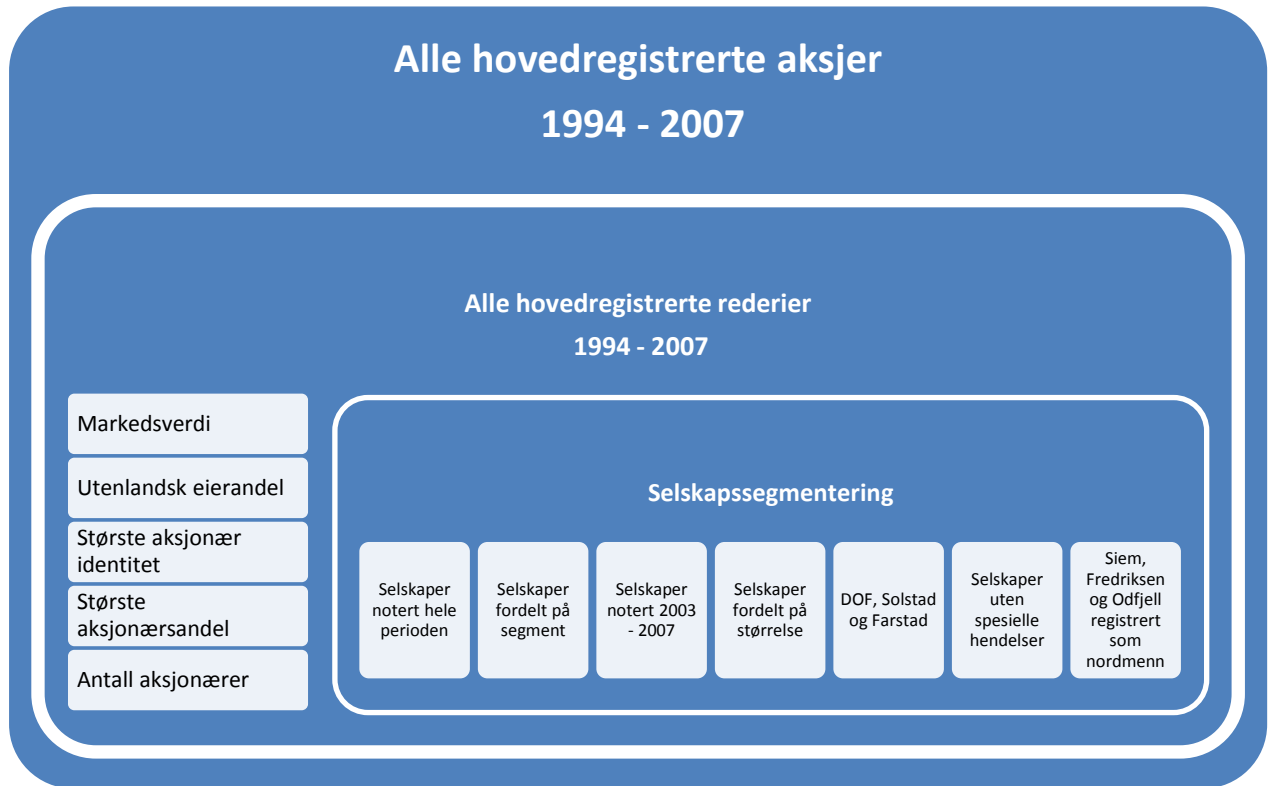 Alle hovedregistrerte aksjer
1994 - 2007
Alle hovedregistrerte rederier
1994 - 2007
Markedsverdi
Utenlandsk eierandel
Største aksjonær
identitet
Største
aksjonærsandel
Antall aksjonærer
Selskapssegmentering
Selskaper
notert hele
perioden
Selskaper
fordelt på
segment
Selskaper
notert 2003
- 2007
Selskaper
fordelt på
størrelse
DOF, Solstad
og Farstad
Selskaper
uten
spesielle
hendelser
Siem,
Fredriksen
og Odfjell
registrert
som
nordmenn